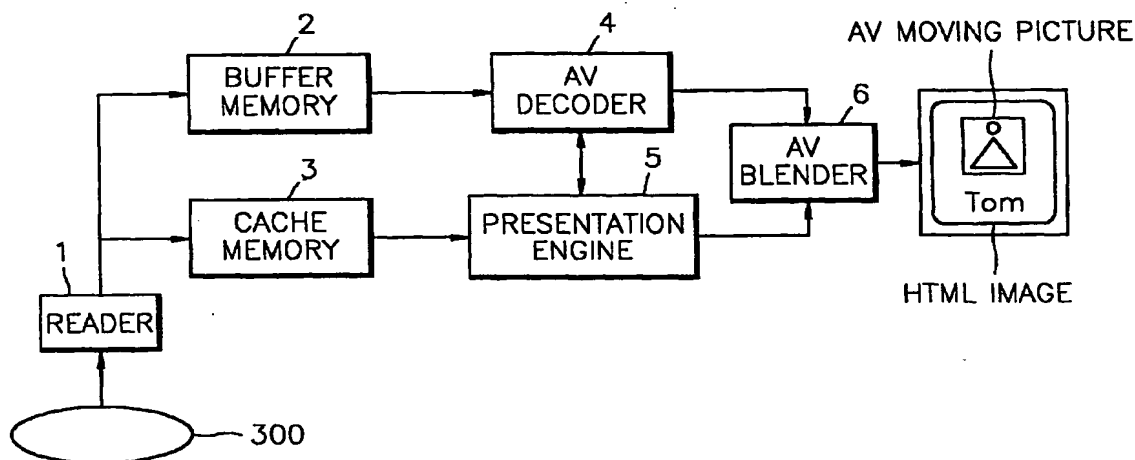 AV MOVING PICTURE
2
BUFFER
MEMORY
4
AV
DECODER
6
AV
BLENDER
Tom
3
CACHE
MEMORY
5
PRESENTATION
ENGINE
HTML IMAGE
1
READER
300